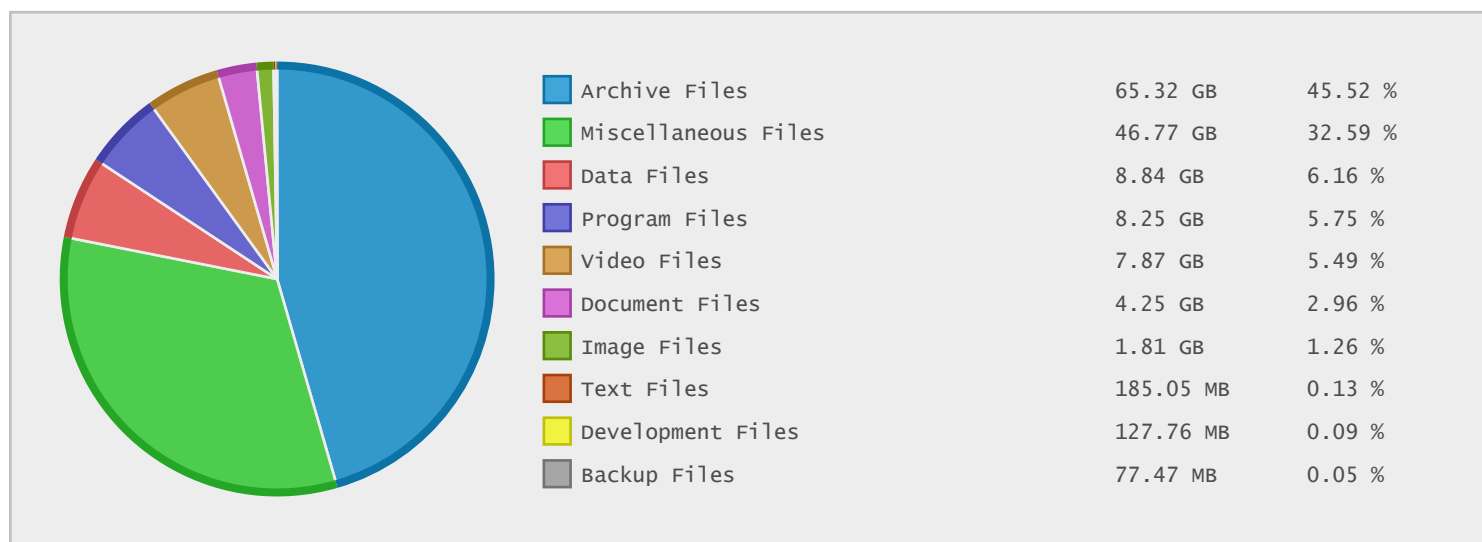 Archive Files 65.32 GB 45.52 %
Miscellaneous Files 46.77 GB 32.59 %
Data Files 8.84 GB 6.16 %
Program Files 8.25 GB 5.75 %
Video Files 7.87 GB 5.49 %
Document Files 4.25 GB 2.96 %
Image Files 1.81 GB 1.26 %
Text Files 185.05 MB 0.13 %
Development Files 127.76 MB 0.09 %
Backup Files 77.47 MB 0.05 %